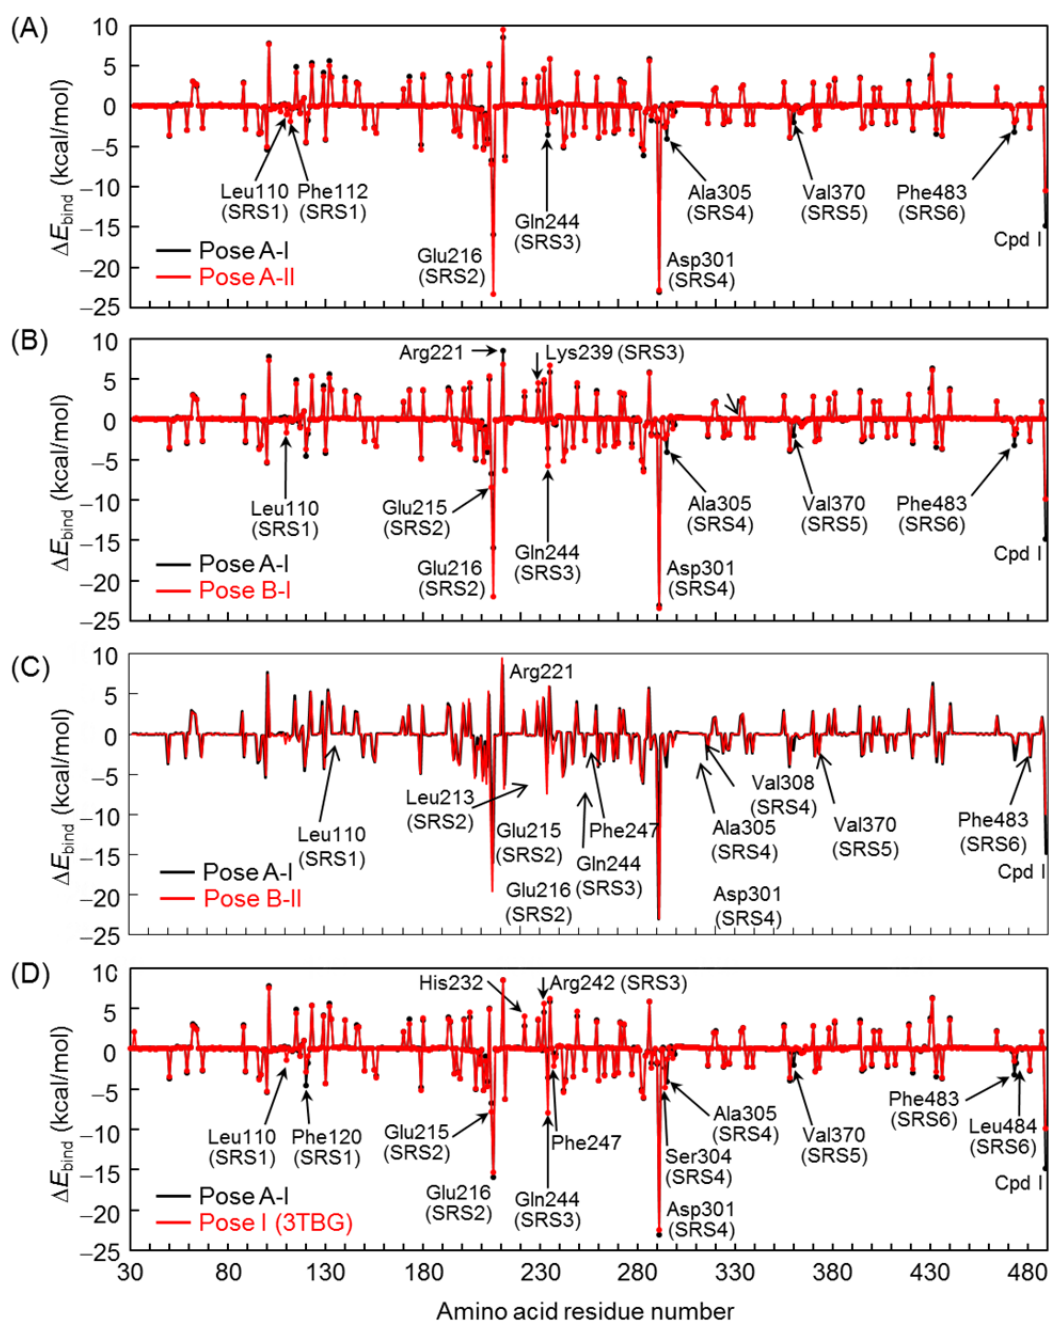 (A)
10
5
0
−5
−10
−15
−20
−25
ΔEbind (kcal/mol)
Leu110
(SRS1)
Phe112
(SRS1)
Glu216
(SRS2)
Gln244
(SRS3)
Ala305
(SRS4)
Asp301
(SRS4)
Val370
(SRS5)
Phe483
(SRS6)
Cpd I
Pose A-I
Pose A-II
(B)
10
5
0
−5
−10
−15
−20
−25
ΔEbind (kcal/mol)
Arg221
Lys239 (SRS3)
Leu110
(SRS1)
Glu215
(SRS2)
Glu216
(SRS2)
Gln244
(SRS3)
Ala305
(SRS4)
Asp301
(SRS4)
Val370
(SRS5)
Phe483
(SRS6)
Cpd I
Pose A-I
Pose B-I
(C)
10
5
0
−5
−10
−15
−20
−25
ΔEbind (kcal/mol)
Arg221
Leu110
(SRS1)
Leu213
(SRS2)
Glu215
(SRS2)
Glu216
(SRS2)
Phe247
Gln244
(SRS3)
Val308
(SRS4)
Ala305
(SRS4)
Asp301
(SRS4)
Val370
(SRS5)
Phe483
(SRS6)
Cpd I
Pose A-I
Pose B-II
(D)
10
5
0
−5
−10
−15
−20
−25
ΔEbind (kcal/mol)
His232
Arg242 (SRS3)
Leu110
(SRS1)
Phe120
(SRS1)
Glu215
(SRS2)
Glu216
(SRS2)
Phe247
Gln244
(SRS3)
Ala305
(SRS4)
Ser304
(SRS4)
Asp301
(SRS4)
Val370
(SRS5)
Phe483
(SRS6)
Leu484
(SRS6)
Cpd I
Pose A-I
Pose I (3TBG)
30 130 230 280 330 380 430 480
Amino acid residue number